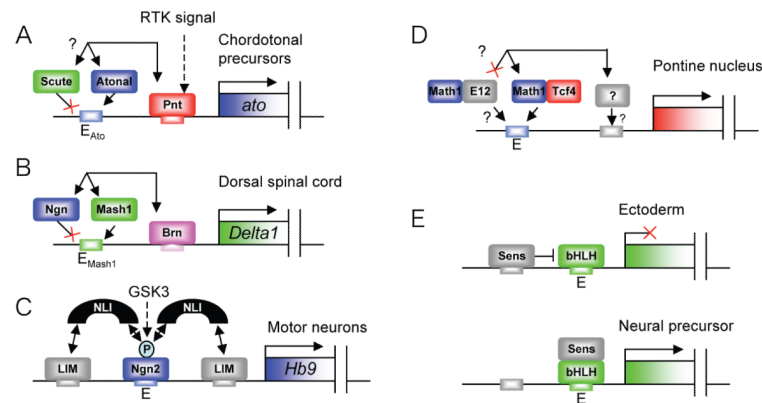 A
RTK signal
Chordotonal
precursors
?
Scute
Atonal
Pnt
ato
EAto
B
Dorsal spinal cord
?
Ngn
Mash1
Brn
Delta1
EMash1
C
GSK3
NLI
NLI
Motor neurons
P
LIM
Ngn2
LIM
Hb9
E
D
?
Pontine nucleus
Math1
E12
Math1
Tcf4
?
?
?
E
E
Ectoderm
Sens
bHLH
E
Neural precursor
Sens
bHLH
E